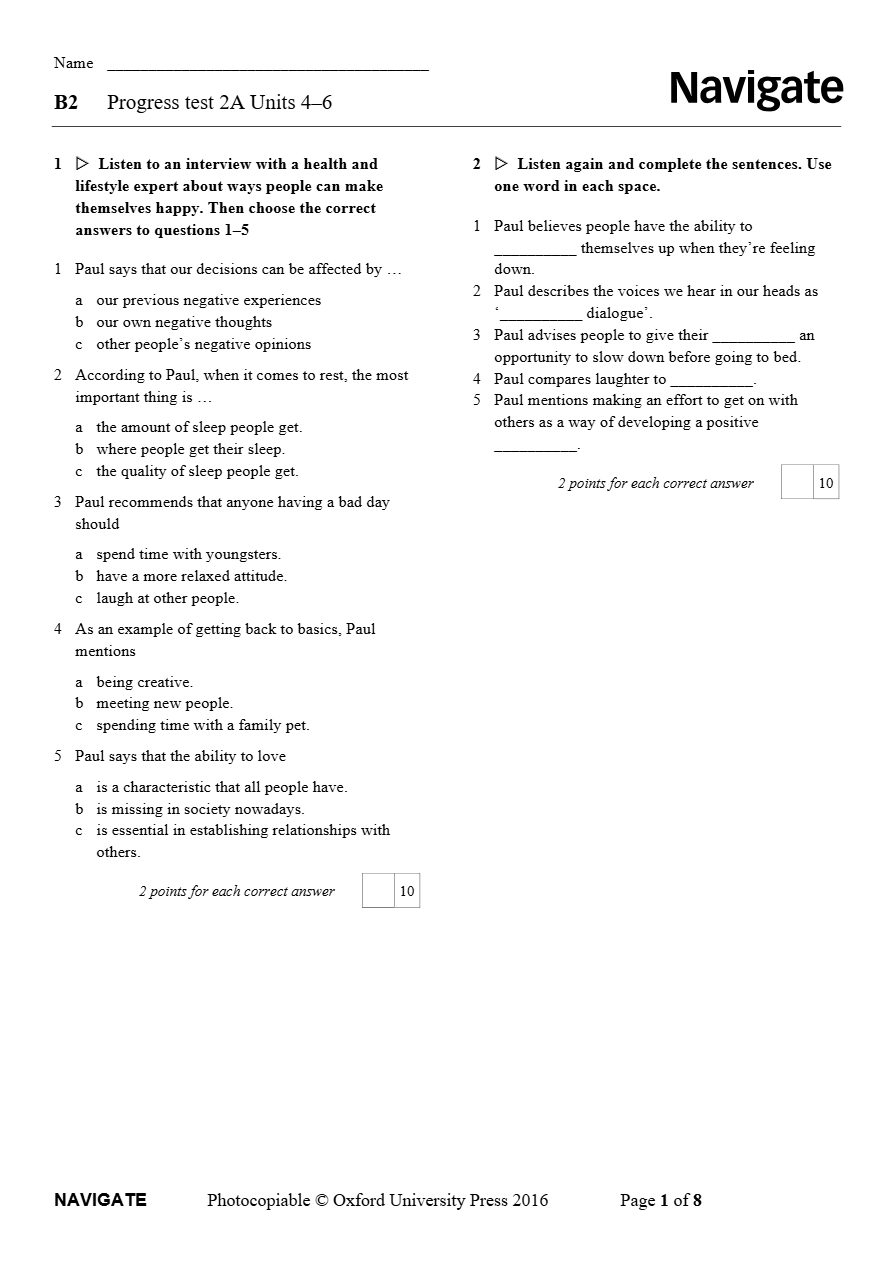 Name ________________________________________
Navigate
B2 Progress test 2A Units 4–6
1 ▷ Listen to an interview with a health and
lifestyle expert about ways people can make
themselves happy. Then choose the correct
answers to questions 1–5
1 Paul says that our decisions can be affected by …
a our previous negative experiences
b our own negative thoughts
c other people’s negative opinions
2 According to Paul, when it comes to rest, the most
important thing is …
a the amount of sleep people get.
b where people get their sleep.
c the quality of sleep people get.
3 Paul recommends that anyone having a bad day
should
a spend time with youngsters.
b have a more relaxed attitude.
c laugh at other people.
4 As an example of getting back to basics, Paul
mentions
a being creative.
b meeting new people.
c spending time with a family pet.
5 Paul says that the ability to love
a is a characteristic that all people have.
b is missing in society nowadays.
c is essential in establishing relationships with
others.
2 points for each correct answer 10
2 ▷ Listen again and complete the sentences. Use
one word in each space.
1 Paul believes people have the ability to
__________ themselves up when they’re feeling
down.
2 Paul describes the voices we hear in our heads as
‘__________ dialogue’.
3 Paul advises people to give their __________ an
opportunity to slow down before going to bed.
4 Paul compares laughter to __________.
5 Paul mentions making an effort to get on with
others as a way of developing a positive
__________.
2 points for each correct answer 10
NAVIGATE Photocopiable © Oxford University Press 2016 Page 1 of 8